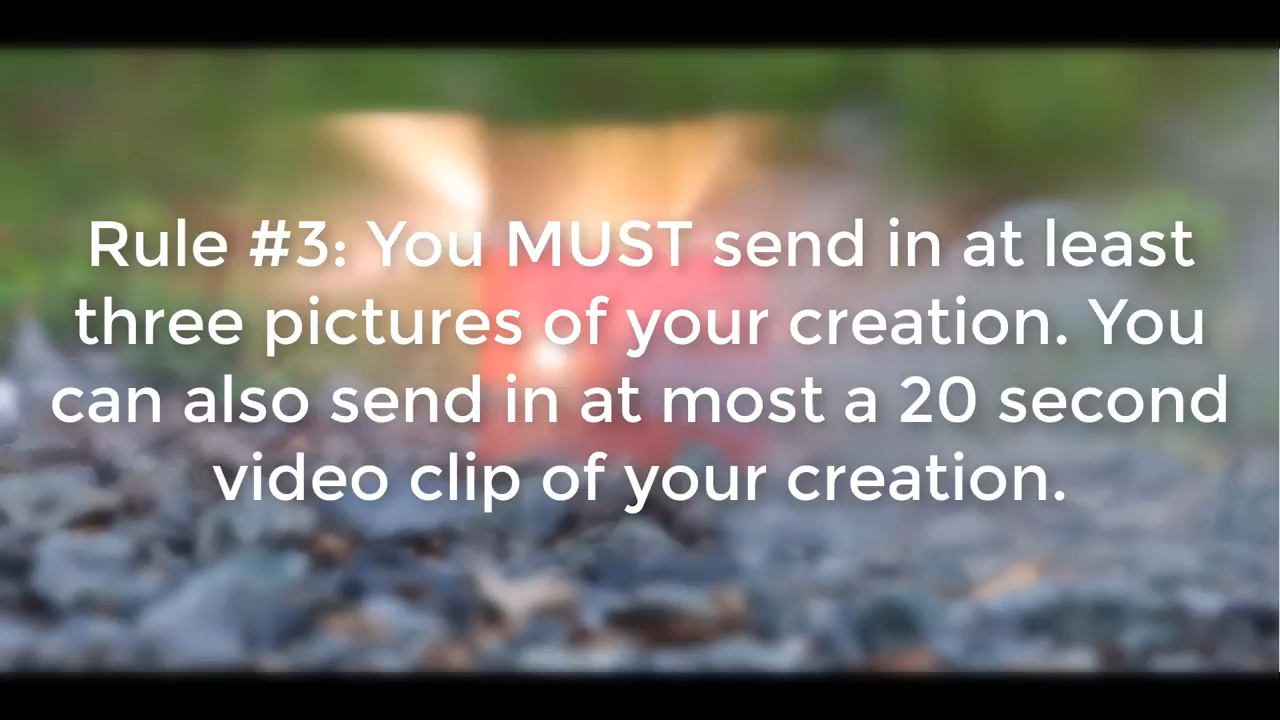 Rule #3: You MUST send in at least
three pictures of your creation. You
can also send in at most a 20 second
video clip of your creation.